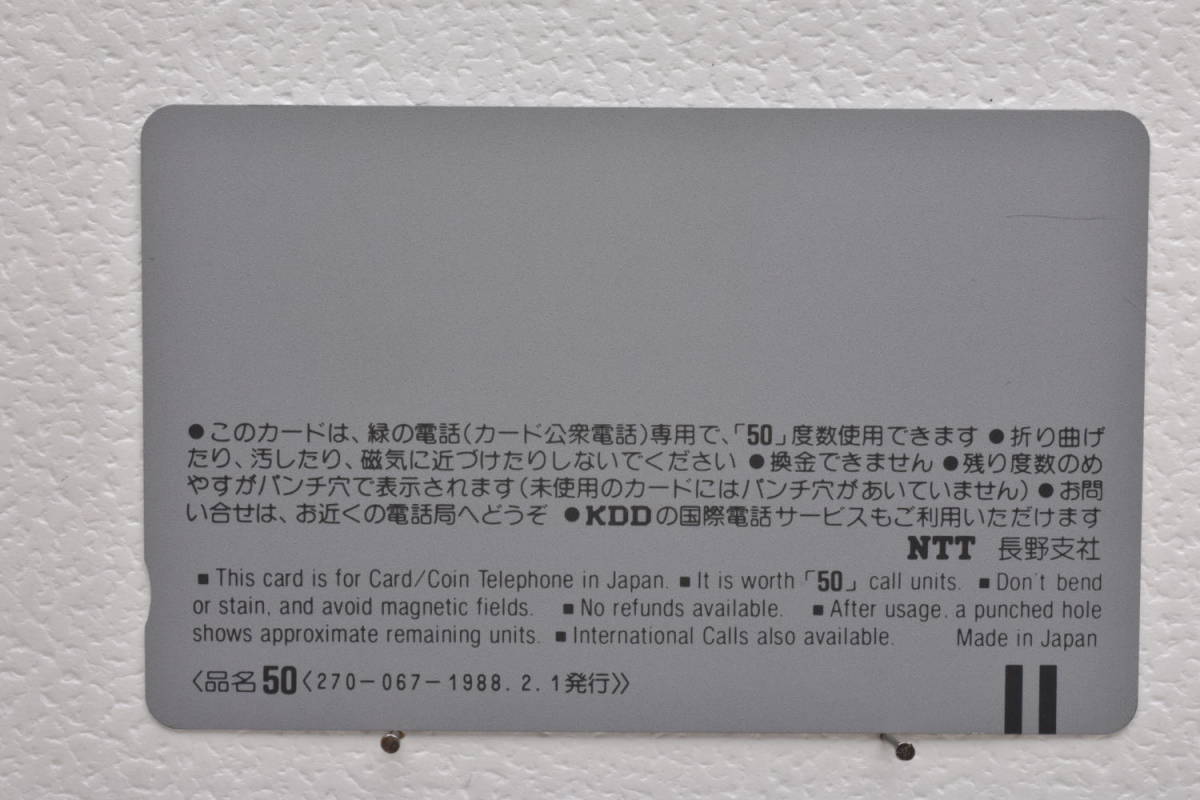 ●このカードは、緑の電話(カード公衆電話)専用で、「50」度数使用できます ●折り曲げ
たり、汚したり、磁気に近づけたりしないでください ●換金できません ●残り度数のめ
やすがパンチ穴で表示されます(未使用のカードにはパンチ穴があいていません) ●お問
い合せは、お近くの電話局へどうぞ ●KDDの国際電話サービスもご利用いただけます
NTT 長野支社
■ This card is for Card/Coin Telephone in Japan. ■ It is worth「50」call units. ■ Don't bend
or stain, and avoid magnetic fields. ■ No refunds available. ■ After usage, a punched hole
shows approximate remaining units. ■ International Calls also available. Made in Japan
〈品名50〈270-067-1988.2.1発行〉〉